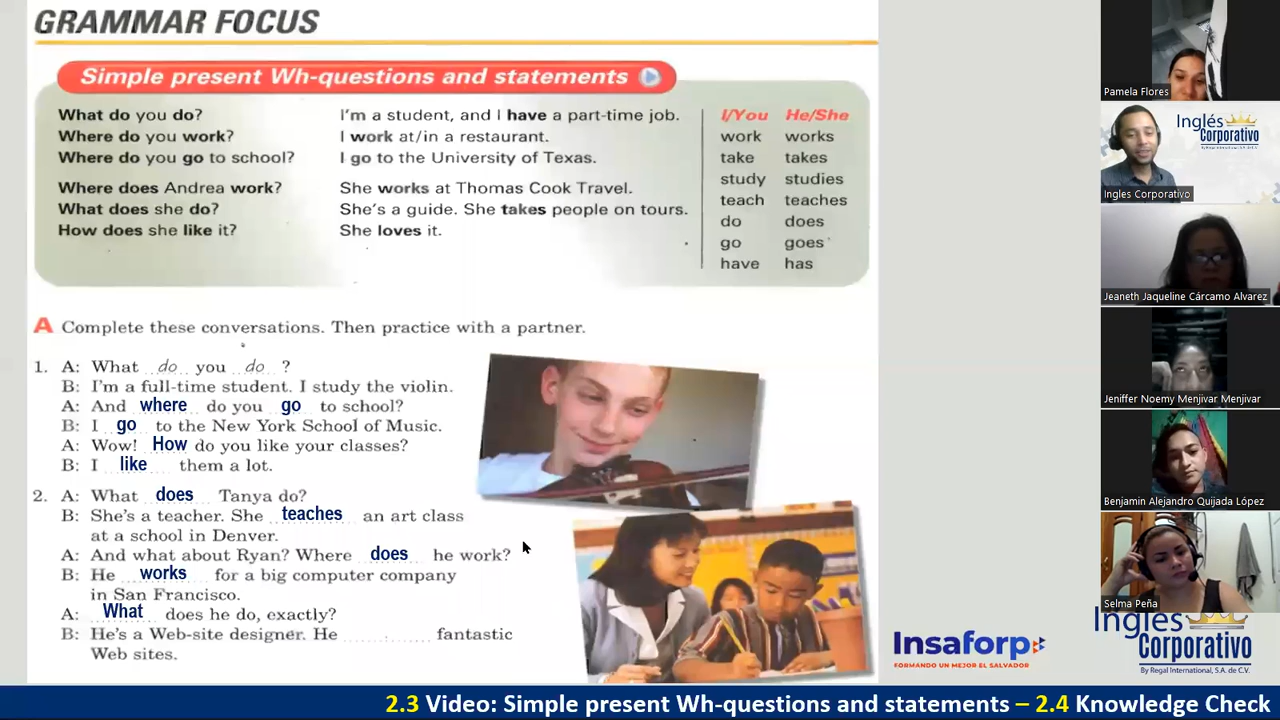 GRAMMAR FOCUS
Simple present Wh-questions and statements
What do you do? I'm a student, and I have a part-time job.
Where do you work? I work at/in a restaurant.
Where do you go to school? I go to the University of Texas.
Where does Andrea work? She works at Thomas Cook Travel.
What does she do? She's a guide. She takes people on tours.
How does she like it? She loves it.
I/You He/She
work works
take takes
study studies
teach teaches
do does
go goes
have has
A Complete these conversations. Then practice with a partner.
1. A: What do you do ?
B: I'm a full-time student. I study the violin.
A: And where do you go to school?
B: I go to the New York School of Music.
A: Wow! How do you like your classes?
B: I like them a lot.
2. A: What does Tanya do?
B: She's a teacher. She teaches an art class
at a school in Denver.
A: And what about Ryan? Where does he work?
B: He works for a big computer company
in San Francisco.
A: What does he do, exactly?
B: He's a Web-site designer. He fantastic
Web sites.
Pamela Flores
Inglés
Corporativo
By Regal International, S.A. de C.V.
Ingles Corporativo
Jeaneth Jaqueline Cárcamo Alvarez
Jeniffer Noemy Menjivar Menjivar
Benjamin Alejandro Quijada López
Selma Peña
Insaforp
FORMANDO UN MEJOR EL SALVADOR
Inglés
Corporativo
By Regal International, S.A. de C.V.
2.3 Video: Simple present Wh-questions and statements – 2.4 Knowledge Check